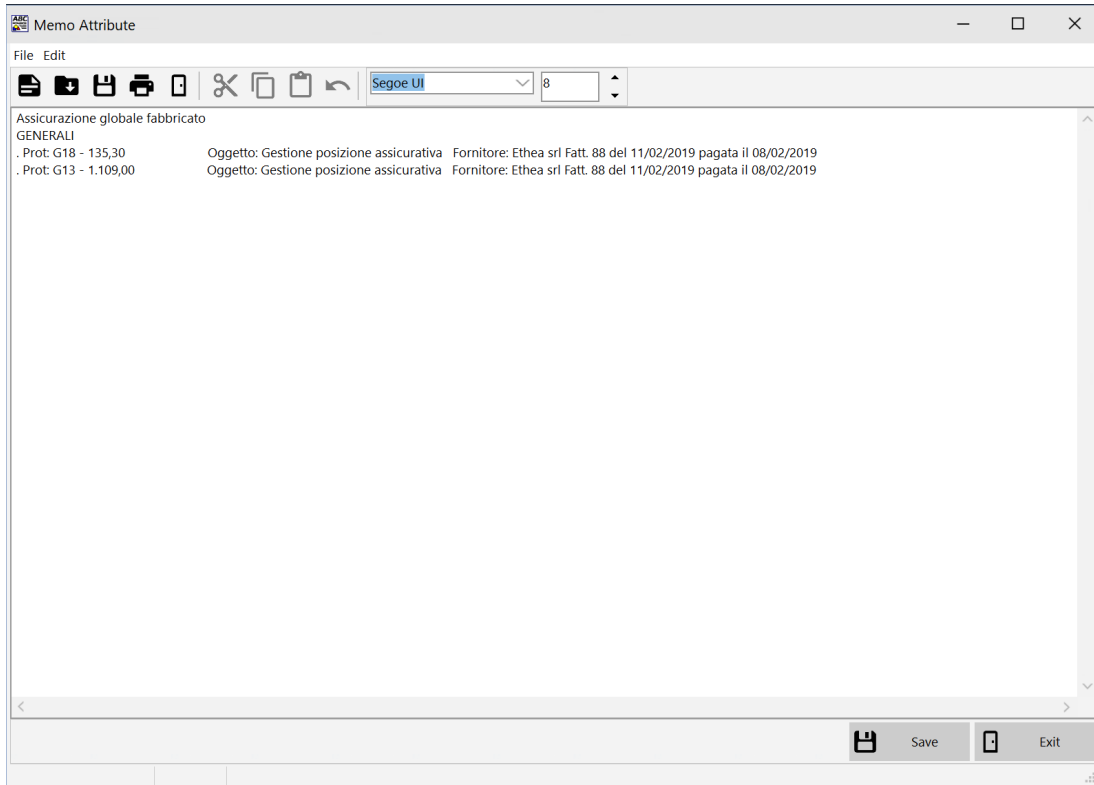 ABC
Memo Attribute
File Edit
Segoe UI
8
Assicurazione globale fabbricato
GENERALI
. Prot: G18 - 135,30 Oggetto: Gestione posizione assicurativa Fornitore: Ethea srl Fatt. 88 del 11/02/2019 pagata il 08/02/2019
. Prot: G13 - 1.109,00 Oggetto: Gestione posizione assicurativa Fornitore: Ethea srl Fatt. 88 del 11/02/2019 pagata il 08/02/2019
Save Exit